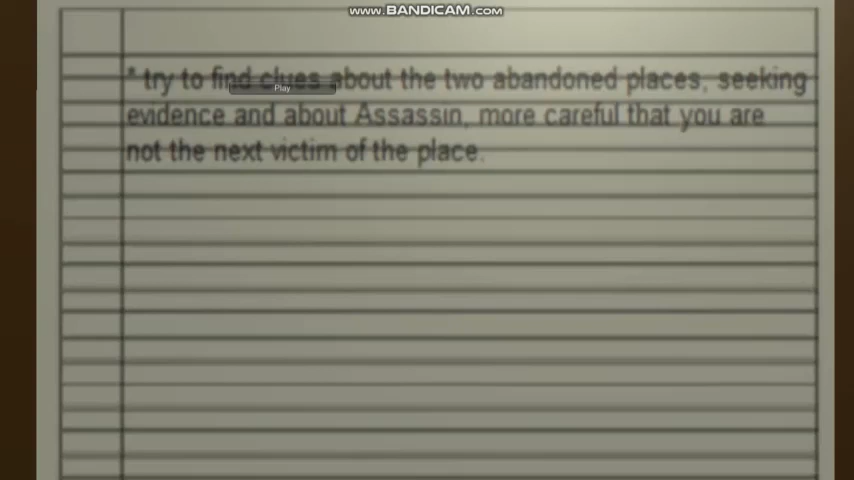 www.BANDICAM.com
* try to find clues about the two abandoned places, seeking
Play
evidence and about Assassin, more careful that you are
not the next victim of the place.